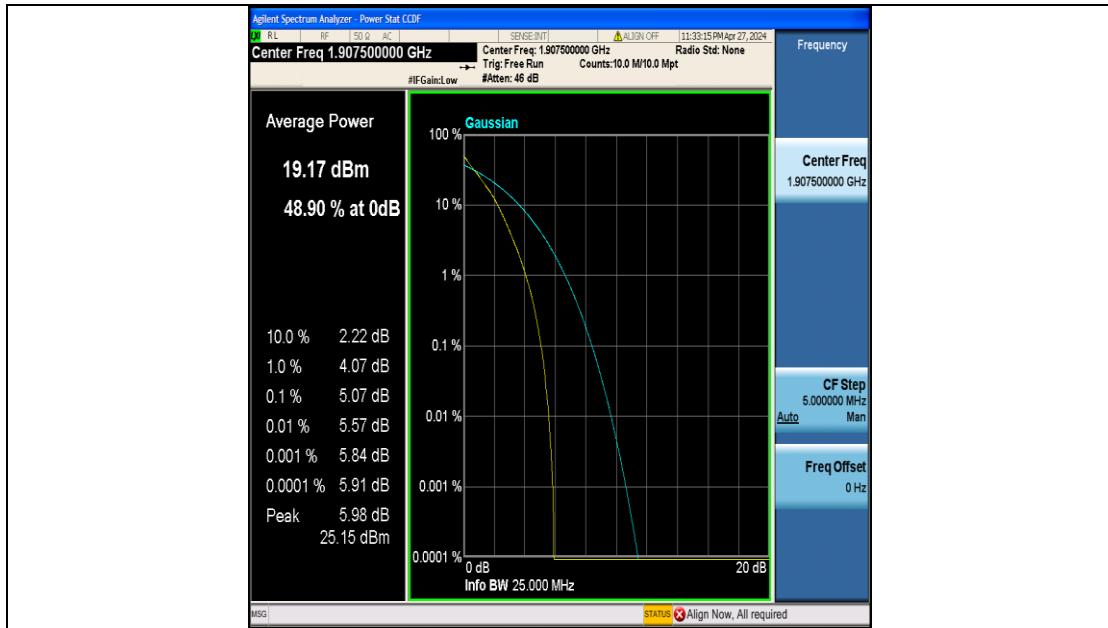 Agilent Spectrum Analyzer - Power Stat CCDF
RL RF 50 Ω AC SENSE:INT ALIGN OFF 11:33:15 PM Apr 27, 2024
Center Freq 1.907500000 GHz
Center Freq: 1.907500000 GHz Radio Std: None
Trig: Free Run Counts:10.0 M/10.0 Mpt
#IFGain:Low #Atten: 46 dB
Frequency
Average Power
19.17 dBm
48.90 % at 0dB
10.0 % 2.22 dB
1.0 % 4.07 dB
0.1 % 5.07 dB
0.01 % 5.57 dB
0.001 % 5.84 dB
0.0001 % 5.91 dB
Peak 5.98 dB
25.15 dBm
Gaussian
100 %
10 %
1 %
0.1 %
0.01 %
0.001 %
0.0001 %
0 dB 20 dB
Info BW 25.000 MHz
Center Freq
1.907500000 GHz
CF Step
5.000000 MHz
Auto Man
Freq Offset
0 Hz
MSG STATUS Align Now, All required